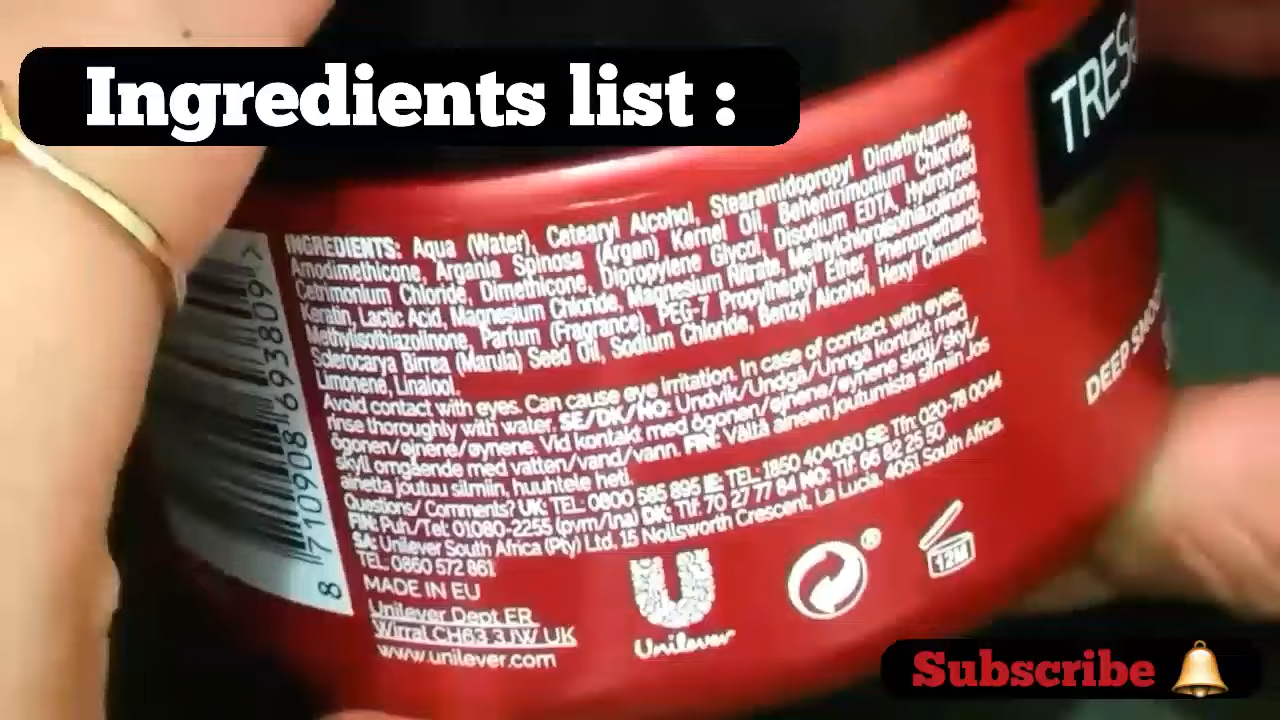 Ingredients list :
TRES
INGREDIENTS: Aqua (Water), Cetearyl Alcohol, Stearamidopropyl Dimethylamine,
Amodimethicone, Argania Spinosa (Argan) Kernel Oil, Behentrimonium Chloride,
Cetrimonium Chloride, Dimethicone, Dipropylene Glycol, Disodium EDTA, Hydrolyzed
Keratin, Lactic Acid, Magnesium Chloride, Magnesium Nitrate, Methylchloroisothiazolinone,
Methylisothiazolinone, Parfum (Fragrance), PEG-7 Propylheptyl Ether, Phenoxyethanol,
Sclerocarya Birrea (Marula) Seed Oil, Sodium Chloride, Benzyl Alcohol, Hexyl Cinnamal,
Limonene, Linalool.
Avoid contact with eyes. Can cause eye irritation. In case of contact with eyes,
rinse thoroughly with water. SE/DK/NO: Undvik/Undgå/Unngå kontakt med
ögonen/øjnene/øynene. Vid kontakt med ögonen/øjnene/øynene skölj/skyl/
skyll omgående med vatten/vand/vann. FIN: Vältä aineen joutumista silmiin Jos
ainetta joutuu silmiin, huuhtele heti.
Questions/ Comments? UK: TEL: 0800 585 895 IE: TEL: 1850 404060 SE: Tfn: 020-78 0044
FIN: Puh/Tel: 01080-2255 (pvm/lna) DK: Tlf: 70 27 77 84 NO: Tlf: 66 82 25 50
SA: Unilever South Africa (Pty) Ltd. 15 Nollsworth Crescent, La Lucia, 4051 South Africa.
TEL: 0860 572 861
MADE IN EU
Unilever Dept ER
Wirral CH63 3JW UK
www.unilever.com
Unilever
12M
8 710908 693809 >
DEEP SMOO
Subscribe